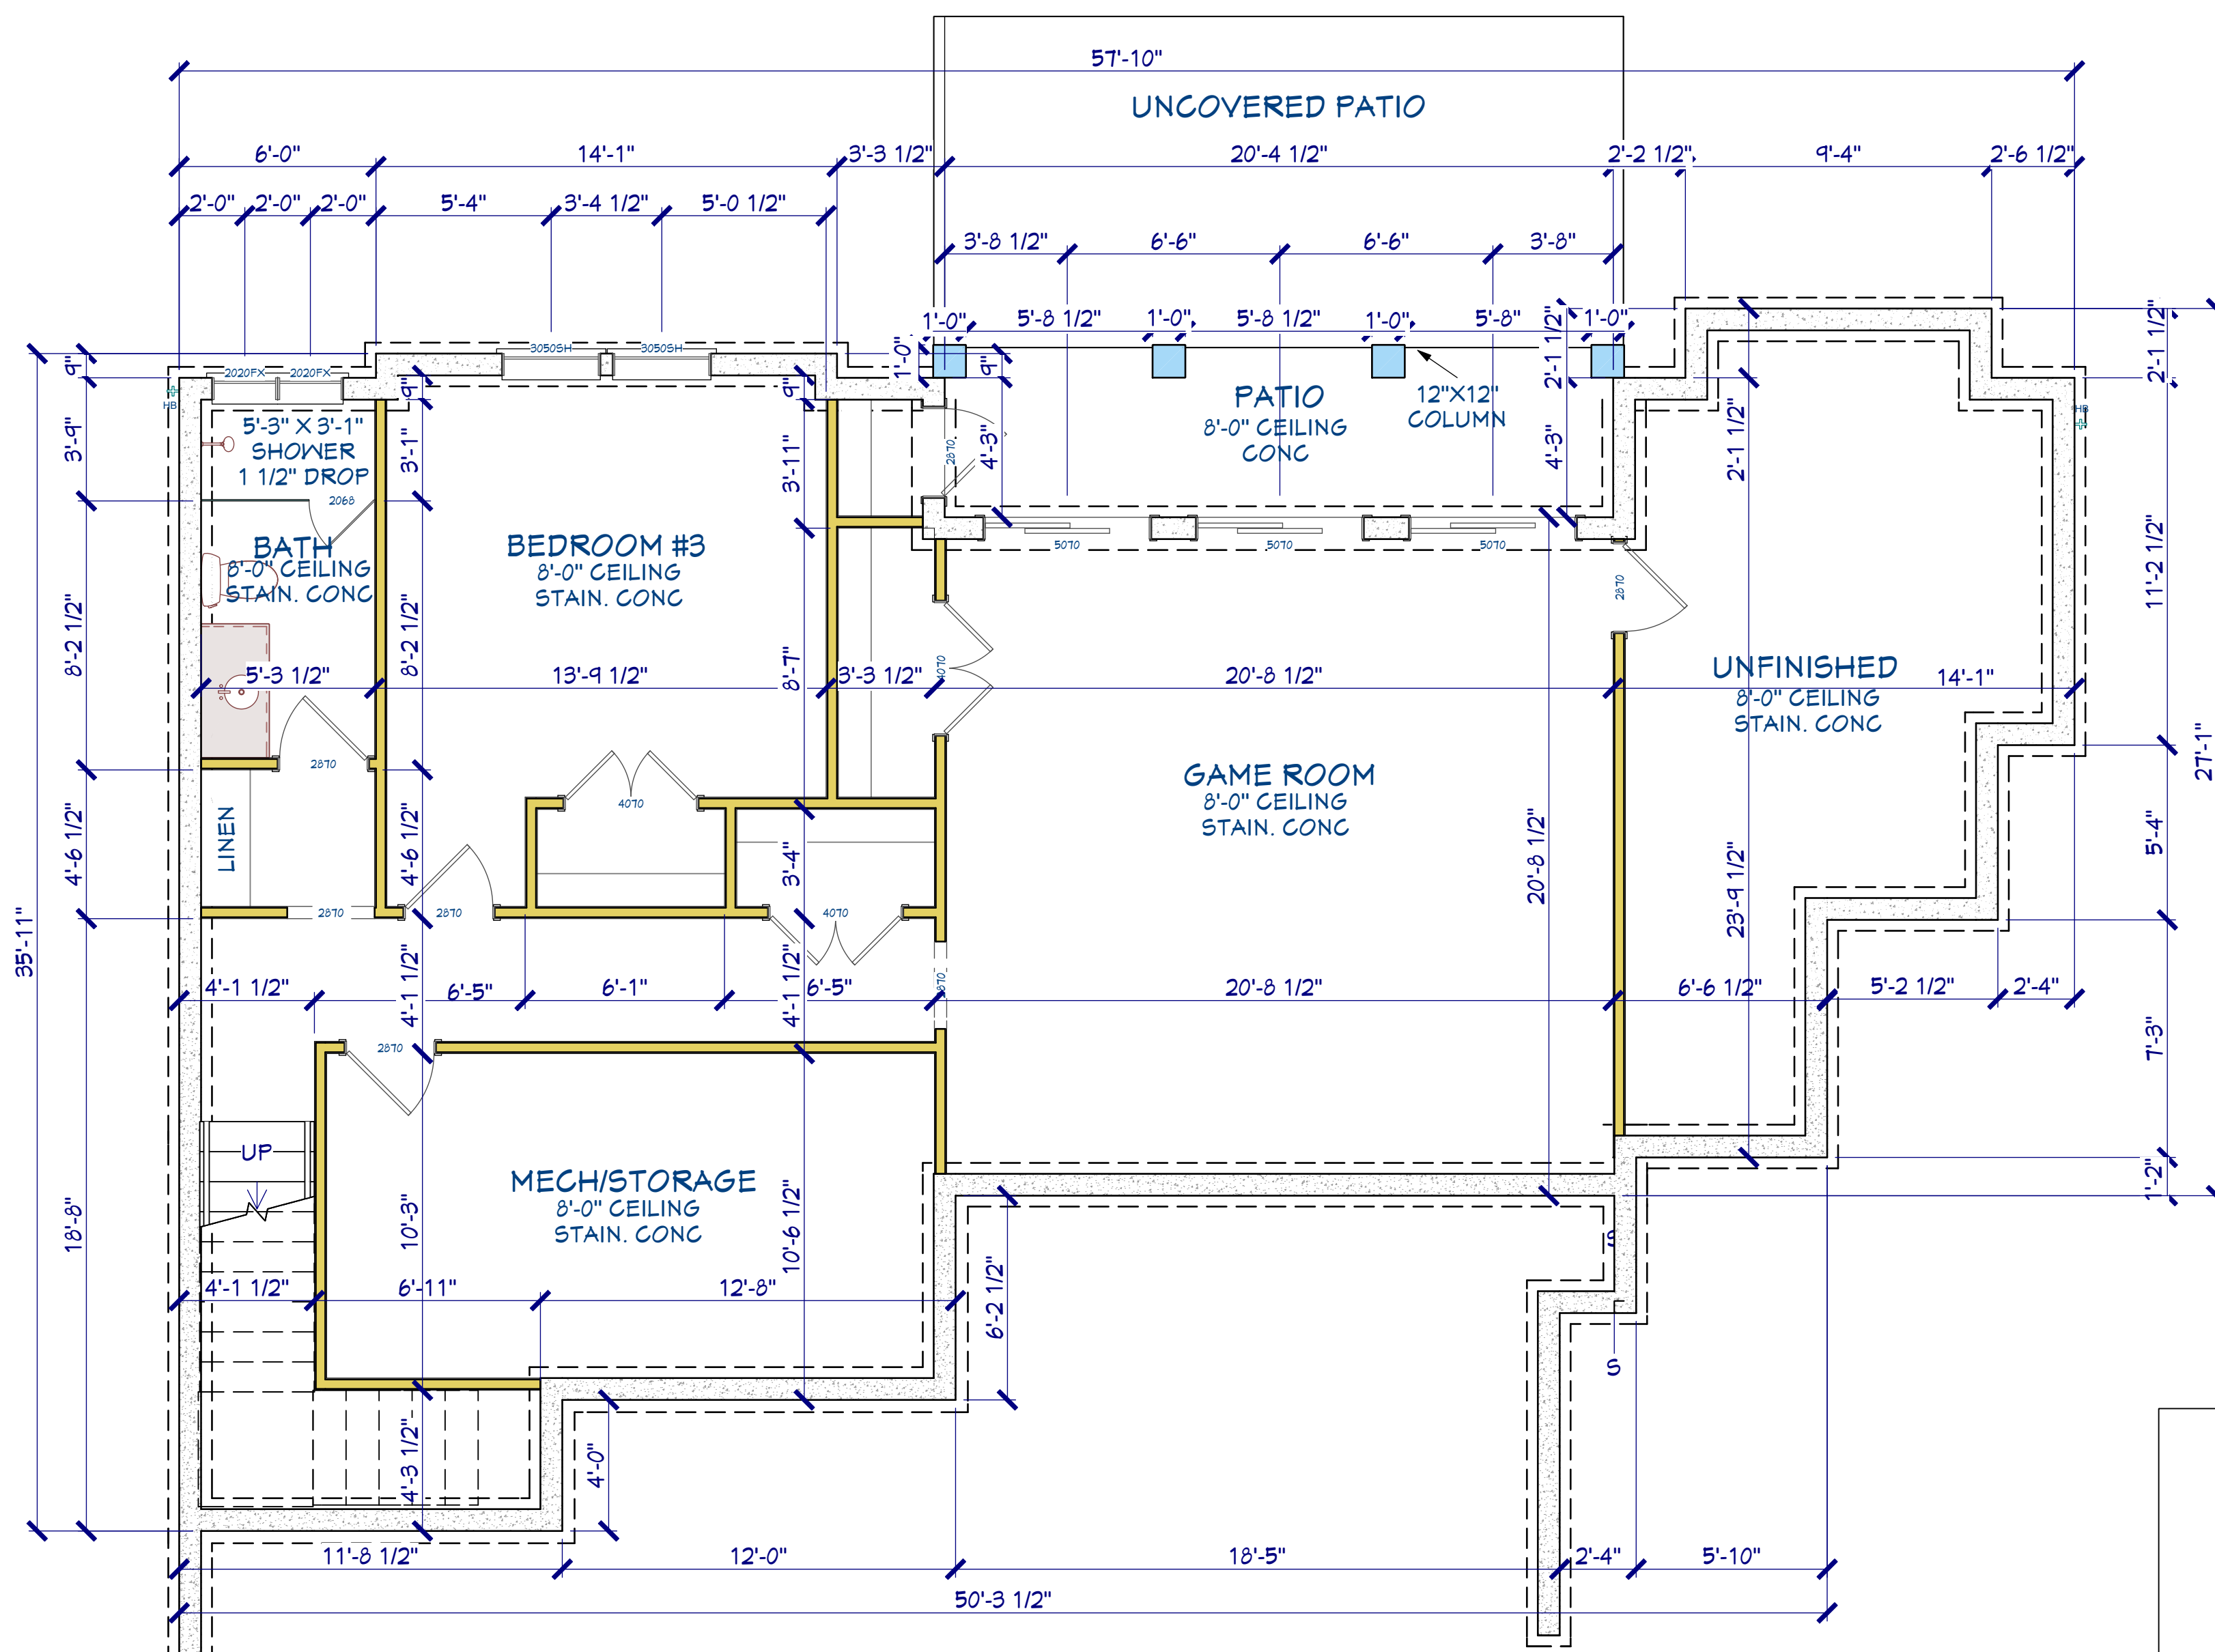 57'-10"
UNCOVERED PATIO
6'-0"
14'-1"
3'-3 1/2"
20'-4 1/2"
2'-2 1/2"
9'-4"
2'-6 1/2"
2'-0"
2'-0"
2'-0"
5'-4"
3'-4 1/2"
5'-0 1/2"
3'-8 1/2"
6'-6"
6'-6"
3'-8"
1'-0"
5'-8 1/2"
1'-0"
5'-8 1/2"
1'-0"
5'-8"
1'-0"
2'-1 1/2"
2'-1 1/2"
9"
3050SH
3050SH
1'-0"
9"
2020FX
2020FX
9"
9"
HB
HB
PATIO
8'-0" CEILING
CONC
12"X12"
COLUMN
5'-3" X 3'-1"
SHOWER
1 1/2" DROP
3'-9"
3'-1"
3'-11"
2870
4'-3"
4'-3"
2'-1 1/2"
2068
BATH
8'-0" CEILING
STAIN. CONC
BEDROOM #3
8'-0" CEILING
STAIN. CONC
5070
5070
5070
2870
11'-2 1/2"
8'-2 1/2"
8'-2 1/2"
8'-7"
4070
5'-3 1/2"
13'-9 1/2"
3'-3 1/2"
20'-8 1/2"
14'-1"
UNFINISHED
8'-0" CEILING
STAIN. CONC
27'-1"
2870
GAME ROOM
8'-0" CEILING
STAIN. CONC
4070
LINEN
4'-6 1/2"
4'-6 1/2"
3'-4"
20'-8 1/2"
23'-9 1/2"
5'-4"
2870
2870
4070
35'-11"
4'-1 1/2"
4'-1 1/2"
6'-5"
6'-1"
4'-1 1/2"
6'-5"
2870
20'-8 1/2"
6'-6 1/2"
5'-2 1/2"
2'-4"
7'-3"
2870
UP
MECH/STORAGE
8'-0" CEILING
STAIN. CONC
18'-8"
10'-3"
10'-6 1/2"
1'-2"
S
4'-1 1/2"
6'-11"
12'-8"
6'-2 1/2"
S
4'-3 1/2"
4'-0"
11'-8 1/2"
12'-0"
18'-5"
2'-4"
5'-10"
50'-3 1/2"